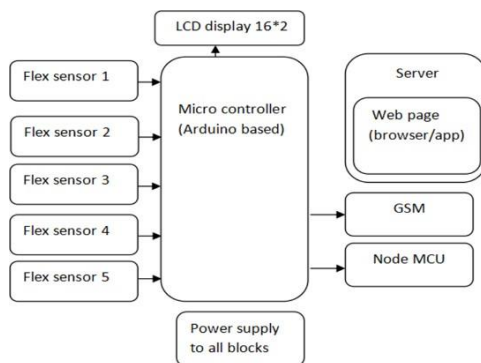 LCD display 16*2
Flex sensor 1
Flex sensor 2
Flex sensor 3
Flex sensor 4
Flex sensor 5
Micro controller
(Arduino based)
Server
Web page
(browser/app)
GSM
Node MCU
Power supply
to all blocks